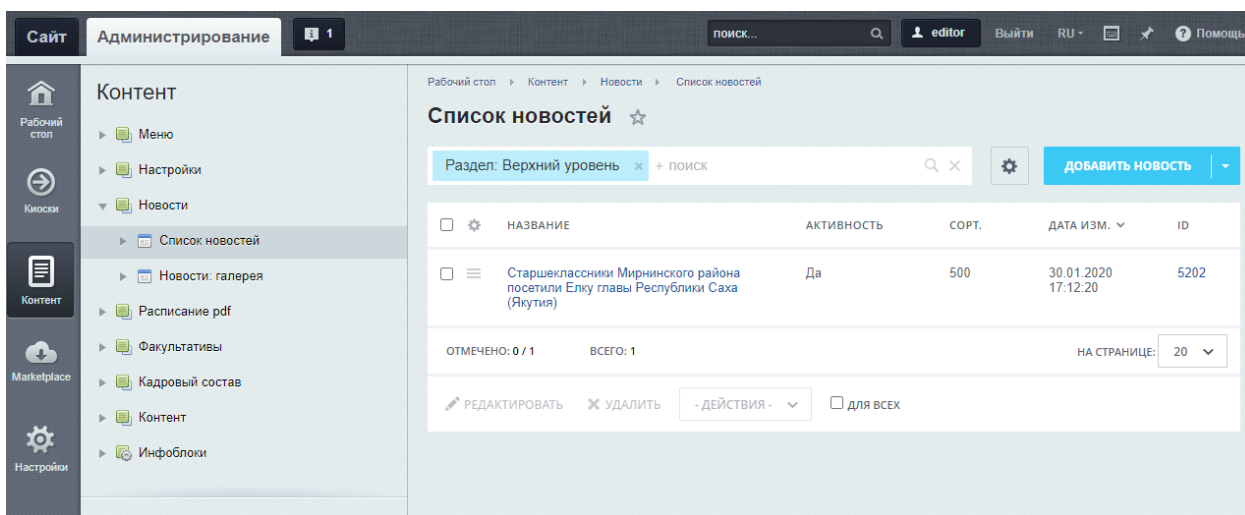 Сайт
Администрирование
1
поиск...
editor
Выйти
RU
Помощь
Рабочий стол
Киоски
Контент
Marketplace
Настройки
Контент
Меню
Настройки
Новости
Список новостей
Новости: галерея
Расписание pdf
Факультативы
Кадровый состав
Контент
Инфоблоки
Рабочий стол Контент Новости Список новостей
Список новостей
Раздел: Верхний уровень × + поиск
ДОБАВИТЬ НОВОСТЬ
НАЗВАНИЕ АКТИВНОСТЬ СОРТ. ДАТА ИЗМ. ID
Старшеклассники Мирнинского района Да 500 30.01.2020 5202
посетили Елку главы Республики Саха 17:12:20
(Якутия)
ОТМЕЧЕНО: 0 / 1 ВСЕГО: 1 НА СТРАНИЦЕ: 20
РЕДАКТИРОВАТЬ УДАЛИТЬ - ДЕЙСТВИЯ - ДЛЯ ВСЕХ